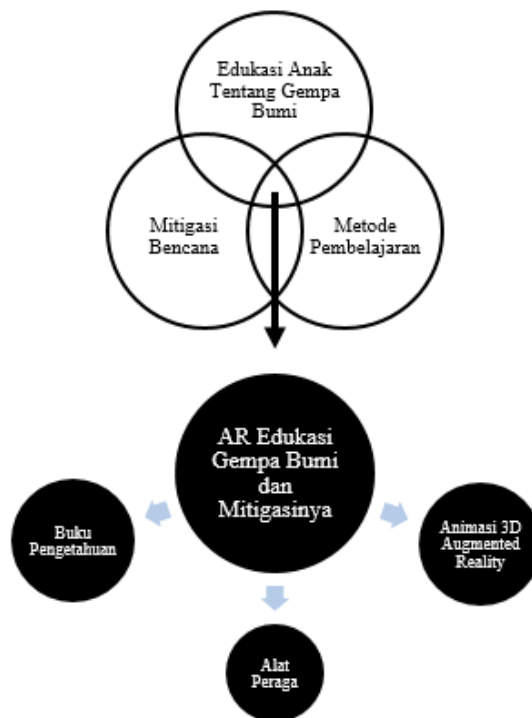 Edukasi Anak
Tentang Gempa
Bumi
Mitigasi
Bencana
Metode
Pembelajaran
AR Edukasi
Gempa Bumi
dan
Mitigasinya
Buku
Pengetahuan
Animasi 3D
Augmented
Reality
Alat
Peraga